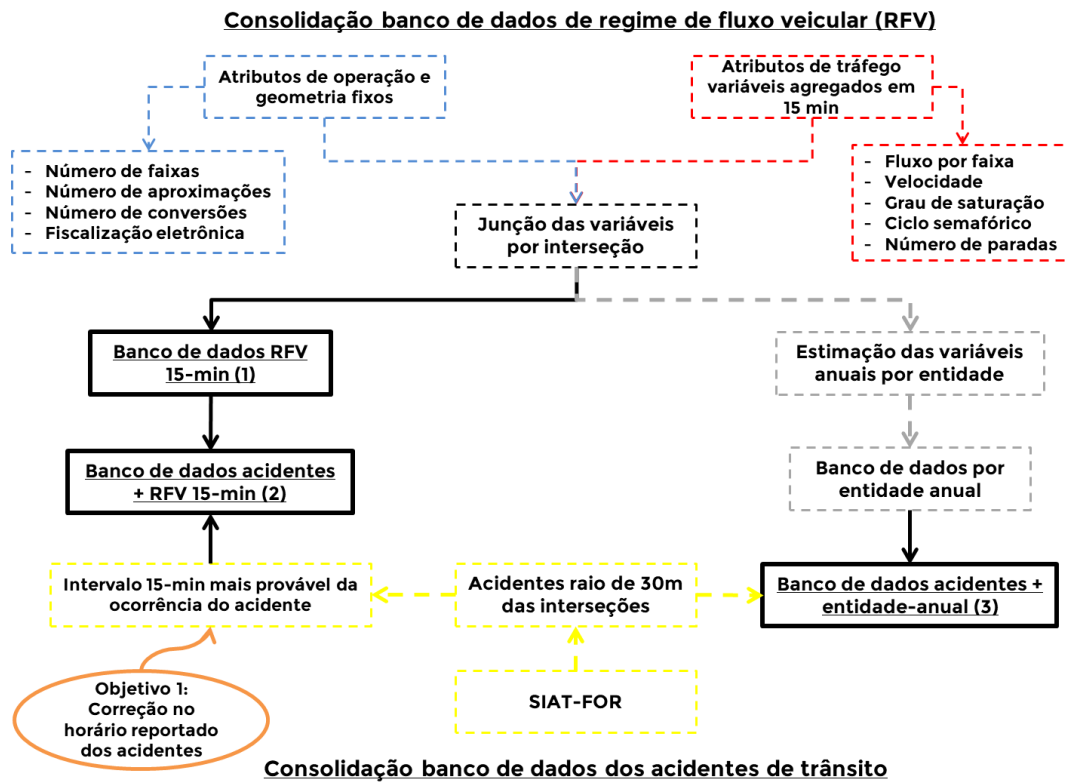 Consolidação banco de dados de regime de fluxo veicular (RFV)
Atributos de operação e
geometria fixos
Atributos de tráfego
variáveis agregados em
15 min
- Número de faixas
- Número de aproximações
- Número de conversões
- Fiscalização eletrônica
- Fluxo por faixa
- Velocidade
- Grau de saturação
- Ciclo semafórico
- Número de paradas
Junção das variáveis
por interseção
Banco de dados RFV
15-min (1)
Estimação das variáveis
anuais por entidade
Banco de dados acidentes
+ RFV 15-min (2)
Banco de dados por
entidade anual
Intervalo 15-min mais provável da
ocorrência do acidente
Acidentes raio de 30m
das interseções
Banco de dados acidentes +
entidade-anual (3)
Objetivo 1:
Correção no
horário reportado
dos acidentes
SIAT-FOR
Consolidação banco de dados dos acidentes de trânsito